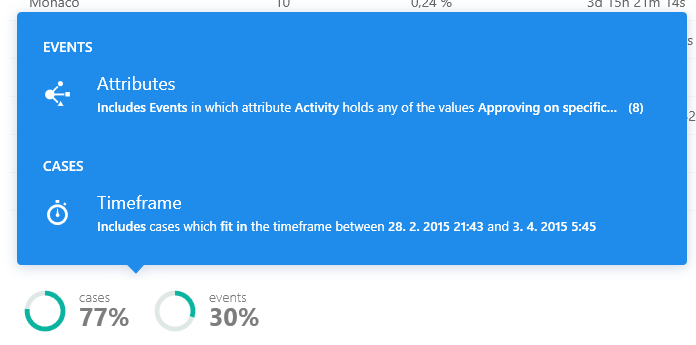 Monaco 10 0,24 % 3d 15h 21m 14s
EVENTS
Attributes
Includes Events in which attribute Activity holds any of the values Approving on specific... (8)
CASES
Timeframe
Includes cases which fit in the timeframe between 28. 2. 2015 21:43 and 3. 4. 2015 5:45
cases events
77% 30%